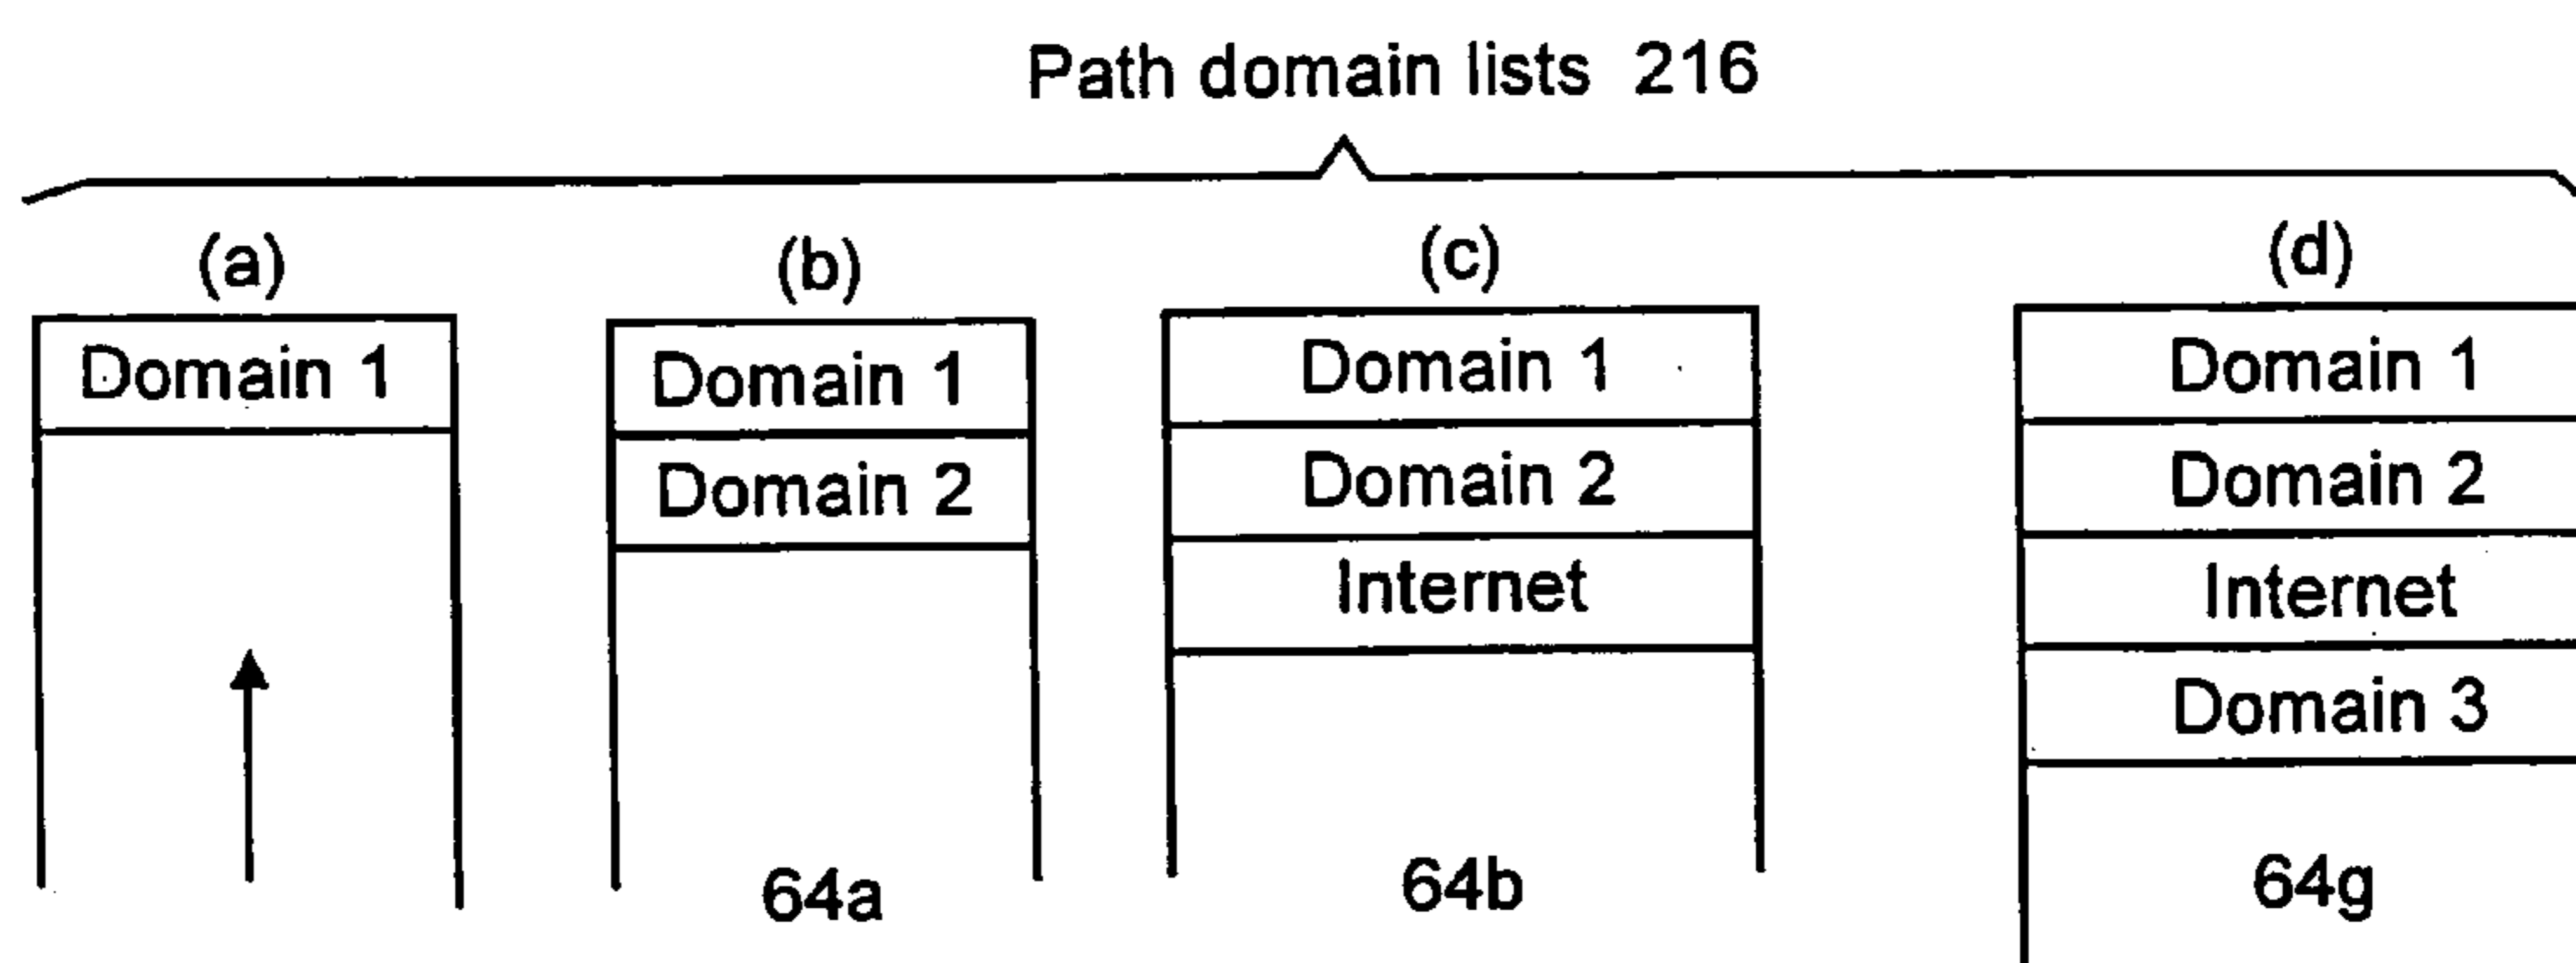 Path domain lists 216
(a)
Domain 1
(b)
Domain 1
Domain 2
64a
(c)
Domain 1
Domain 2
Internet
64b
(d)
Domain 1
Domain 2
Internet
Domain 3
64g